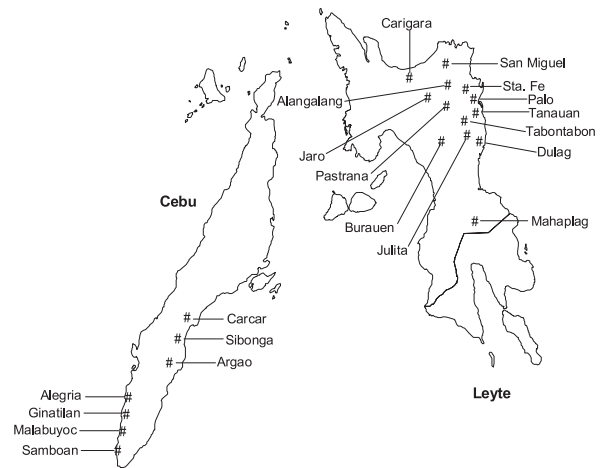 Carigara
#
San Miguel
#
Alangalang
#
Sta. Fe
#
Palo
#
Tanauan
#
Tabontabon
#
Dulag
#
Jaro
#
Pastrana
#
Burauen
#
Julita
#
Mahaplag
#
Cebu
Carcar
#
Sibonga
#
Argao
#
Alegria
#
Ginatilan
#
Malabuyoc
#
Samboan
#
Leyte